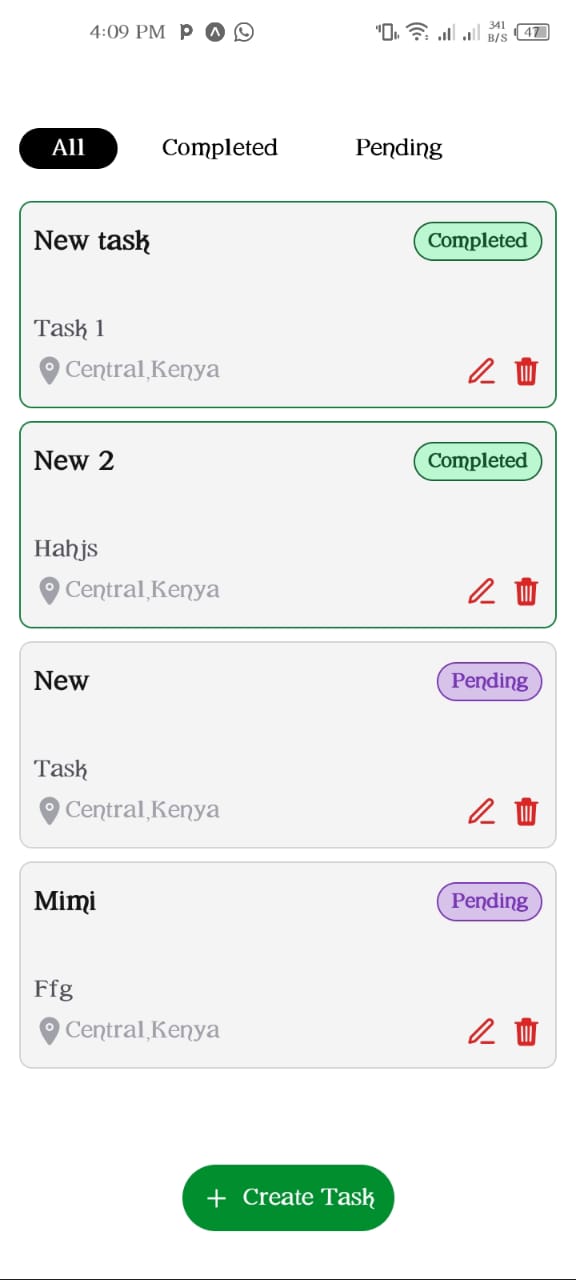 4:09 PM
341
B/S
47
All Completed Pending
New task Completed
Task 1
Central,Kenya
New 2 Completed
Hahjs
Central,Kenya
New Pending
Task
Central,Kenya
Mimi Pending
Ffg
Central,Kenya
+ Create Task